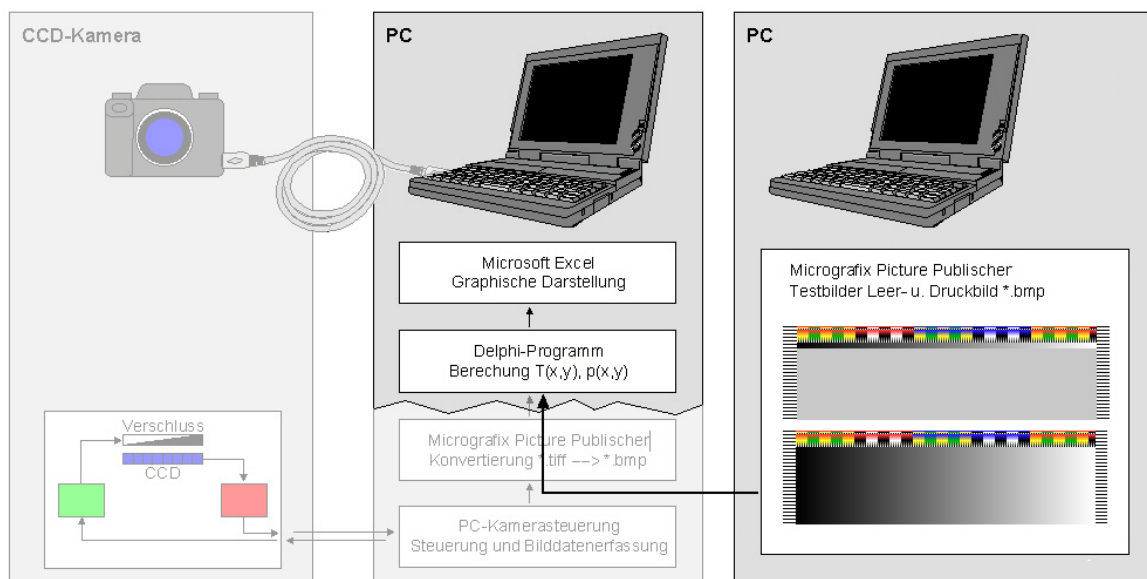 CCD-Kamera
Verschluss
CCD
PC
Microsoft Excel
Graphische Darstellung
Delphi-Programm
Berechung T(x,y), p(x,y)
Micrografix Picture Publischer
Konvertierung *.tiff --> *.bmp
PC-Kamerasteuerung
Steuerung und Bilddatenerfassung
PC
Micrografix Picture Publischer
Testbilder Leer- u. Druckbild *.bmp